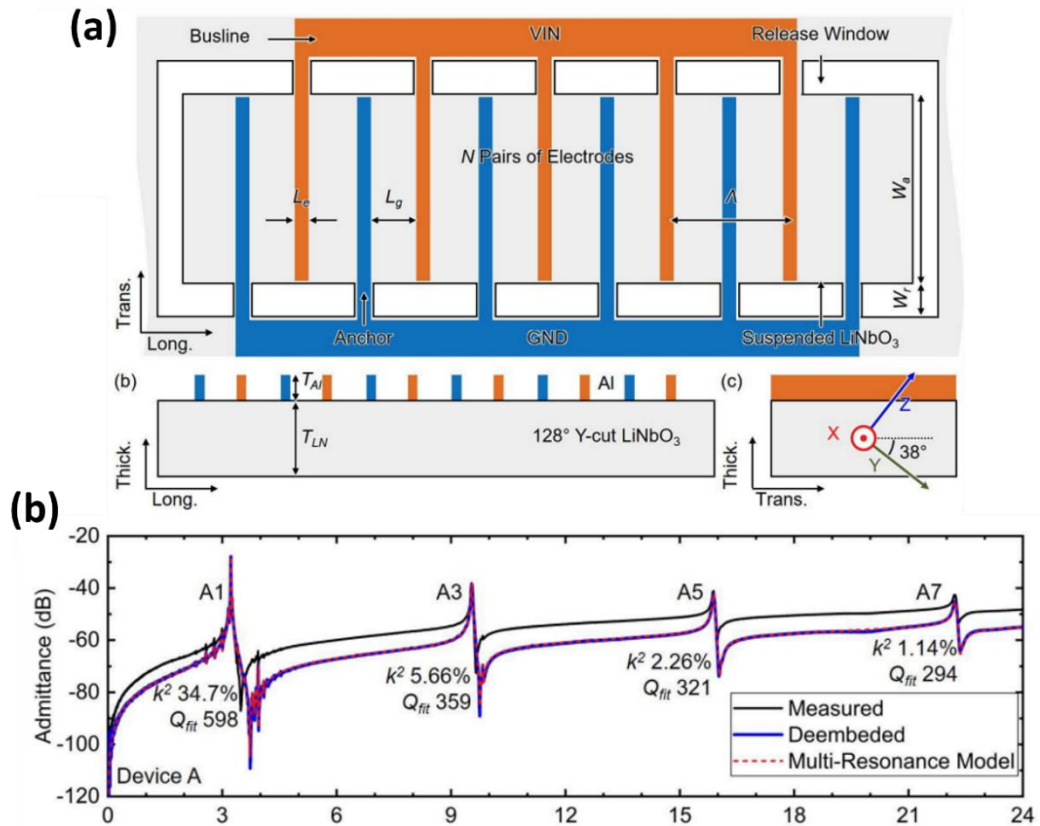 (a)
Busline
VIN
Release Window
N Pairs of Electrodes
Le
Lg
Λ
Wa
Wr
Trans.
Long.
Anchor
GND
Suspended LiNbO3
(b)
TAl
Al
TLN
128° Y-cut LiNbO3
Thick.
Long.
(c)
Z
X
38°
Y
Thick.
Trans.
(b)
Admittance (dB)
-20
-40
-60
-80
-100
-120
A1
A3
A5
A7
k² 34.7%
Qfit 598
k² 5.66%
Qfit 359
k² 2.26%
Qfit 321
k² 1.14%
Qfit 294
Measured
Deembeded
Multi-Resonance Model
Device A
0 3 6 9 12 15 18 21 24